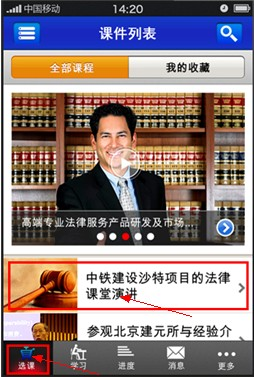 中国移动 14:20
课件列表
全部课程 我的收藏
高端专业法律服务产品研发及市场...
中铁建设沙特项目的法律
课堂演讲
参观北京建元所与经验介
选课 学习 进度 消息 更多